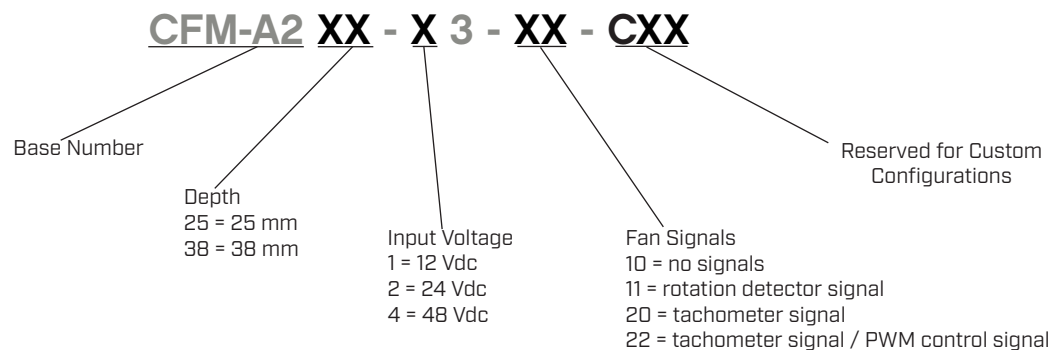 CFM-A2 XX - X 3 - XX - CXX
Base Number
Depth
25 = 25 mm
38 = 38 mm
Input Voltage
1 = 12 Vdc
2 = 24 Vdc
4 = 48 Vdc
Fan Signals
10 = no signals
11 = rotation detector signal
20 = tachometer signal
22 = tachometer signal / PWM control signal
Reserved for Custom
Configurations